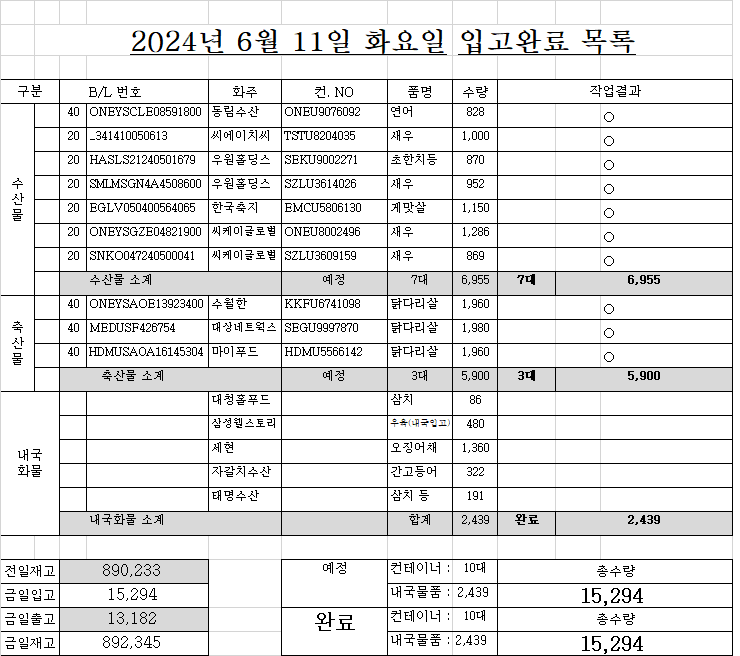 2024년 6월 11일 화요일 입고완료 목록
구분 B/L 번호 화주 컨. NO 품명 수량 작업결과
수산물
40 ONEYSCLE08591800 동림수산 ONEU9076092 연어 828 ○
20 _341410050613 씨에이치씨 TSTU8204035 새우 1,000 ○
20 HASLS21240501679 우원홀딩스 SEKU9002271 초한치등 870 ○
20 SMLMSGN4A4508600 우원홀딩스 SZLU3614026 새우 952 ○
20 EGLV050400564065 한국축지 EMCU5806130 게맛살 1,150 ○
20 ONEYSGZE04821900 씨케이글로벌 ONEU8002496 새우 1,286 ○
20 SNKO047240500041 씨케이글로벌 SZLU3609159 새우 869 ○
수산물 소계 예정 7대 6,955 7대 6,955
축산물
40 ONEYSAOE13923400 수월한 KKFU6741098 닭다리살 1,960 ○
40 MEDUSF426754 대상네트웍스 SEGU9997870 닭다리살 1,980 ○
40 HDMUSAOA16145304 마이푸드 HDMU5566142 닭다리살 1,960 ○
축산물 소계 예정 3대 5,900 3대 5,900
내국
화물
대청홀푸드 삼치 86
삼성웰스토리 우육(내국입고) 480
세현 오징어채 1,360
자갈치수산 간고등어 322
태명수산 삼치 등 191
내국화물 소계 합계 2,439 완료 2,439
전일재고 890,233 예정 컨테이너 : 10대 총수량
금일입고 15,294 내국물품 : 2,439 15,294
금일출고 13,182 완료 컨테이너 : 10대 총수량
금일재고 892,345 내국물품 : 2,439 15,294